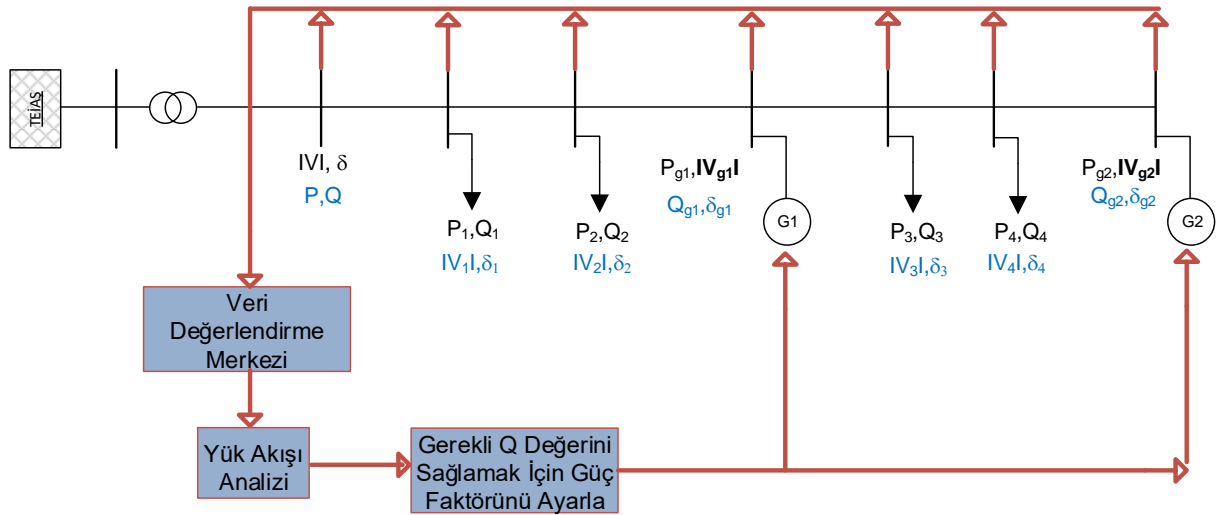 TEİAŞ
IVI, δ
P,Q
P1,Q1
IV1I,δ1
P2,Q2
IV2I,δ2
Pg1,IVg1I
Qg1,δg1
G1
P3,Q3
IV3I,δ3
P4,Q4
IV4I,δ4
Pg2,IVg2I
Qg2,δg2
G2
Veri
Değerlendirme
Merkezi
Yük Akışı
Analizi
Gerekli Q Değerini
Sağlamak İçin Güç
Faktörünü Ayarla